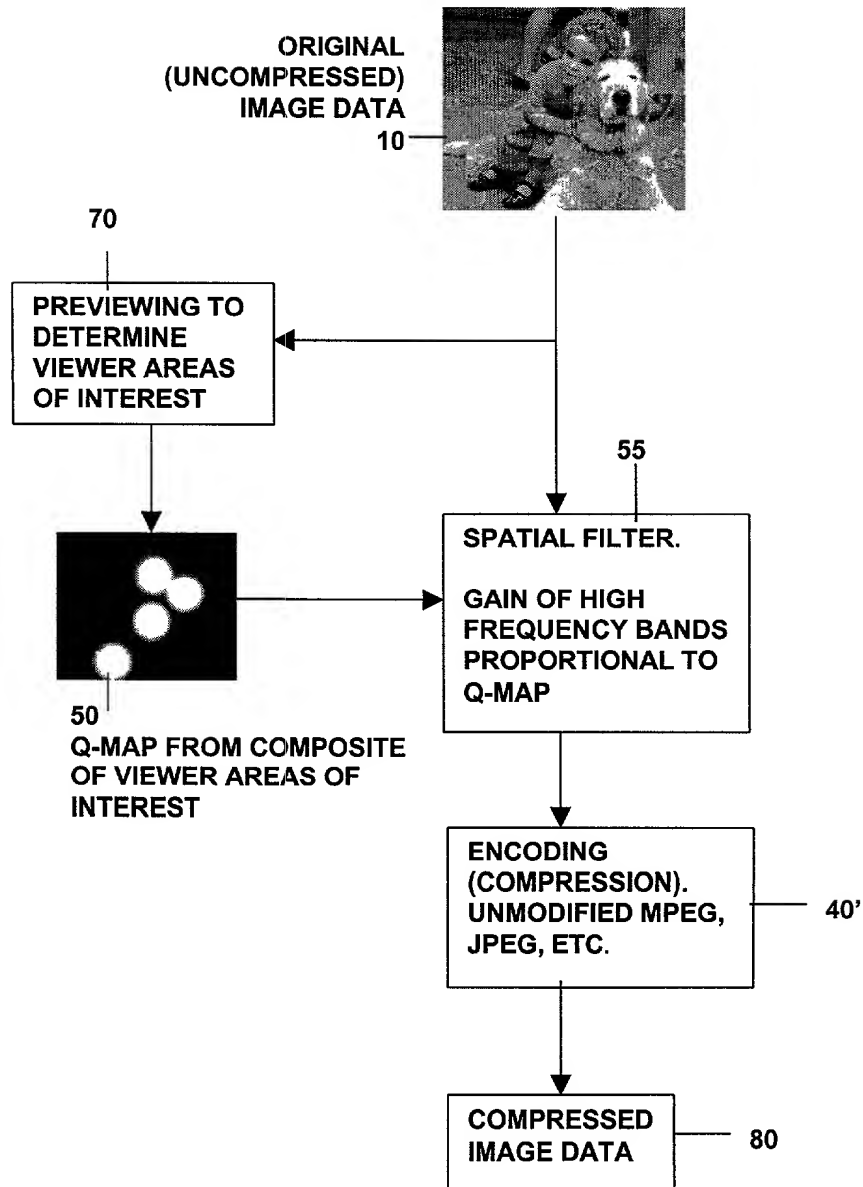 ORIGINAL
(UNCOMPRESSED)
IMAGE DATA
10
70
PREVIEWING TO
DETERMINE
VIEWER AREAS
OF INTEREST
55
SPATIAL FILTER.
GAIN OF HIGH
FREQUENCY BANDS
PROPORTIONAL TO
Q-MAP
50
Q-MAP FROM COMPOSITE
OF VIEWER AREAS OF
INTEREST
ENCODING
(COMPRESSION).
UNMODIFIED MPEG,
JPEG, ETC.
40'
COMPRESSED
IMAGE DATA
80